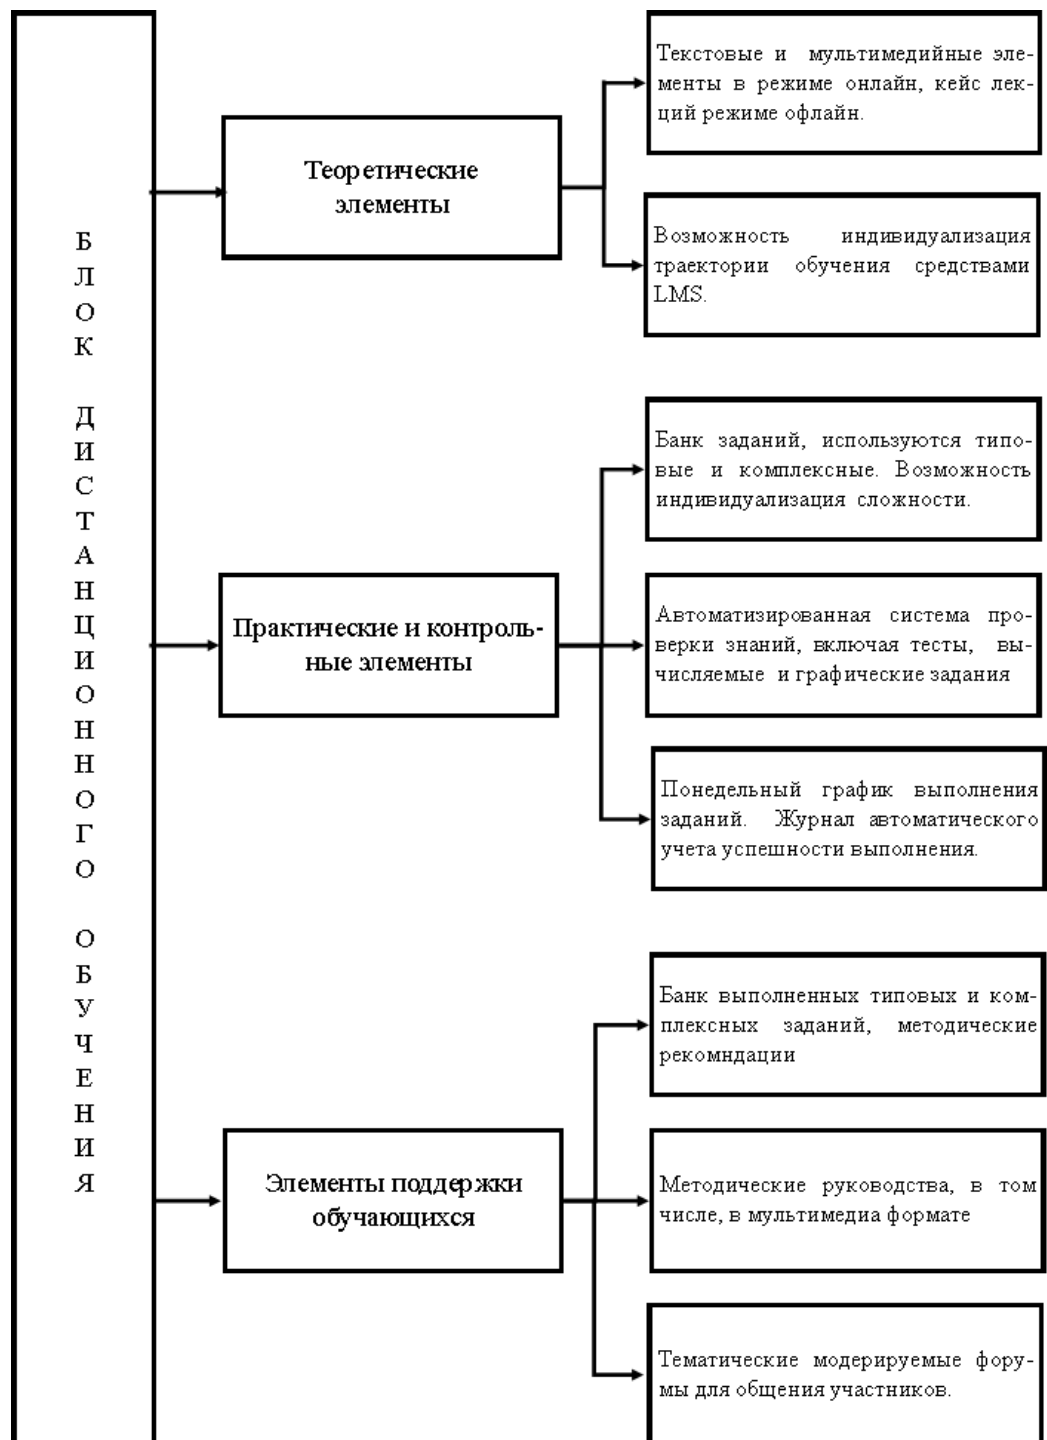 БЛОК ДИСТАНЦИОННОГО ОБУЧЕНИЯ
Теоретические
элементы
Текстовые и мультимедийные эле-
менты в режиме онлайн, кейс лек-
ций режиме офлайн.
Возможность индивидуализация
траектории обучения средствами
LMS.
Практические и контроль-
ные элементы
Банк заданий, используются типо-
вые и комплексные. Возможность
индивидуализация сложности.
Автоматизированная система про-
верки знаний, включая тесты, вы-
числяемые и графические задания
Понедельный график выполнения
заданий. Журнал автоматического
учета успешности выполнения.
Элементы поддержки
обучающихся
Банк выполненных типовых и ком-
плексных заданий, методические
рекомндации
Методические руководства, в том
числе, в мультимедиа формате
Тематические модерируемые фору-
мы для общения участников.